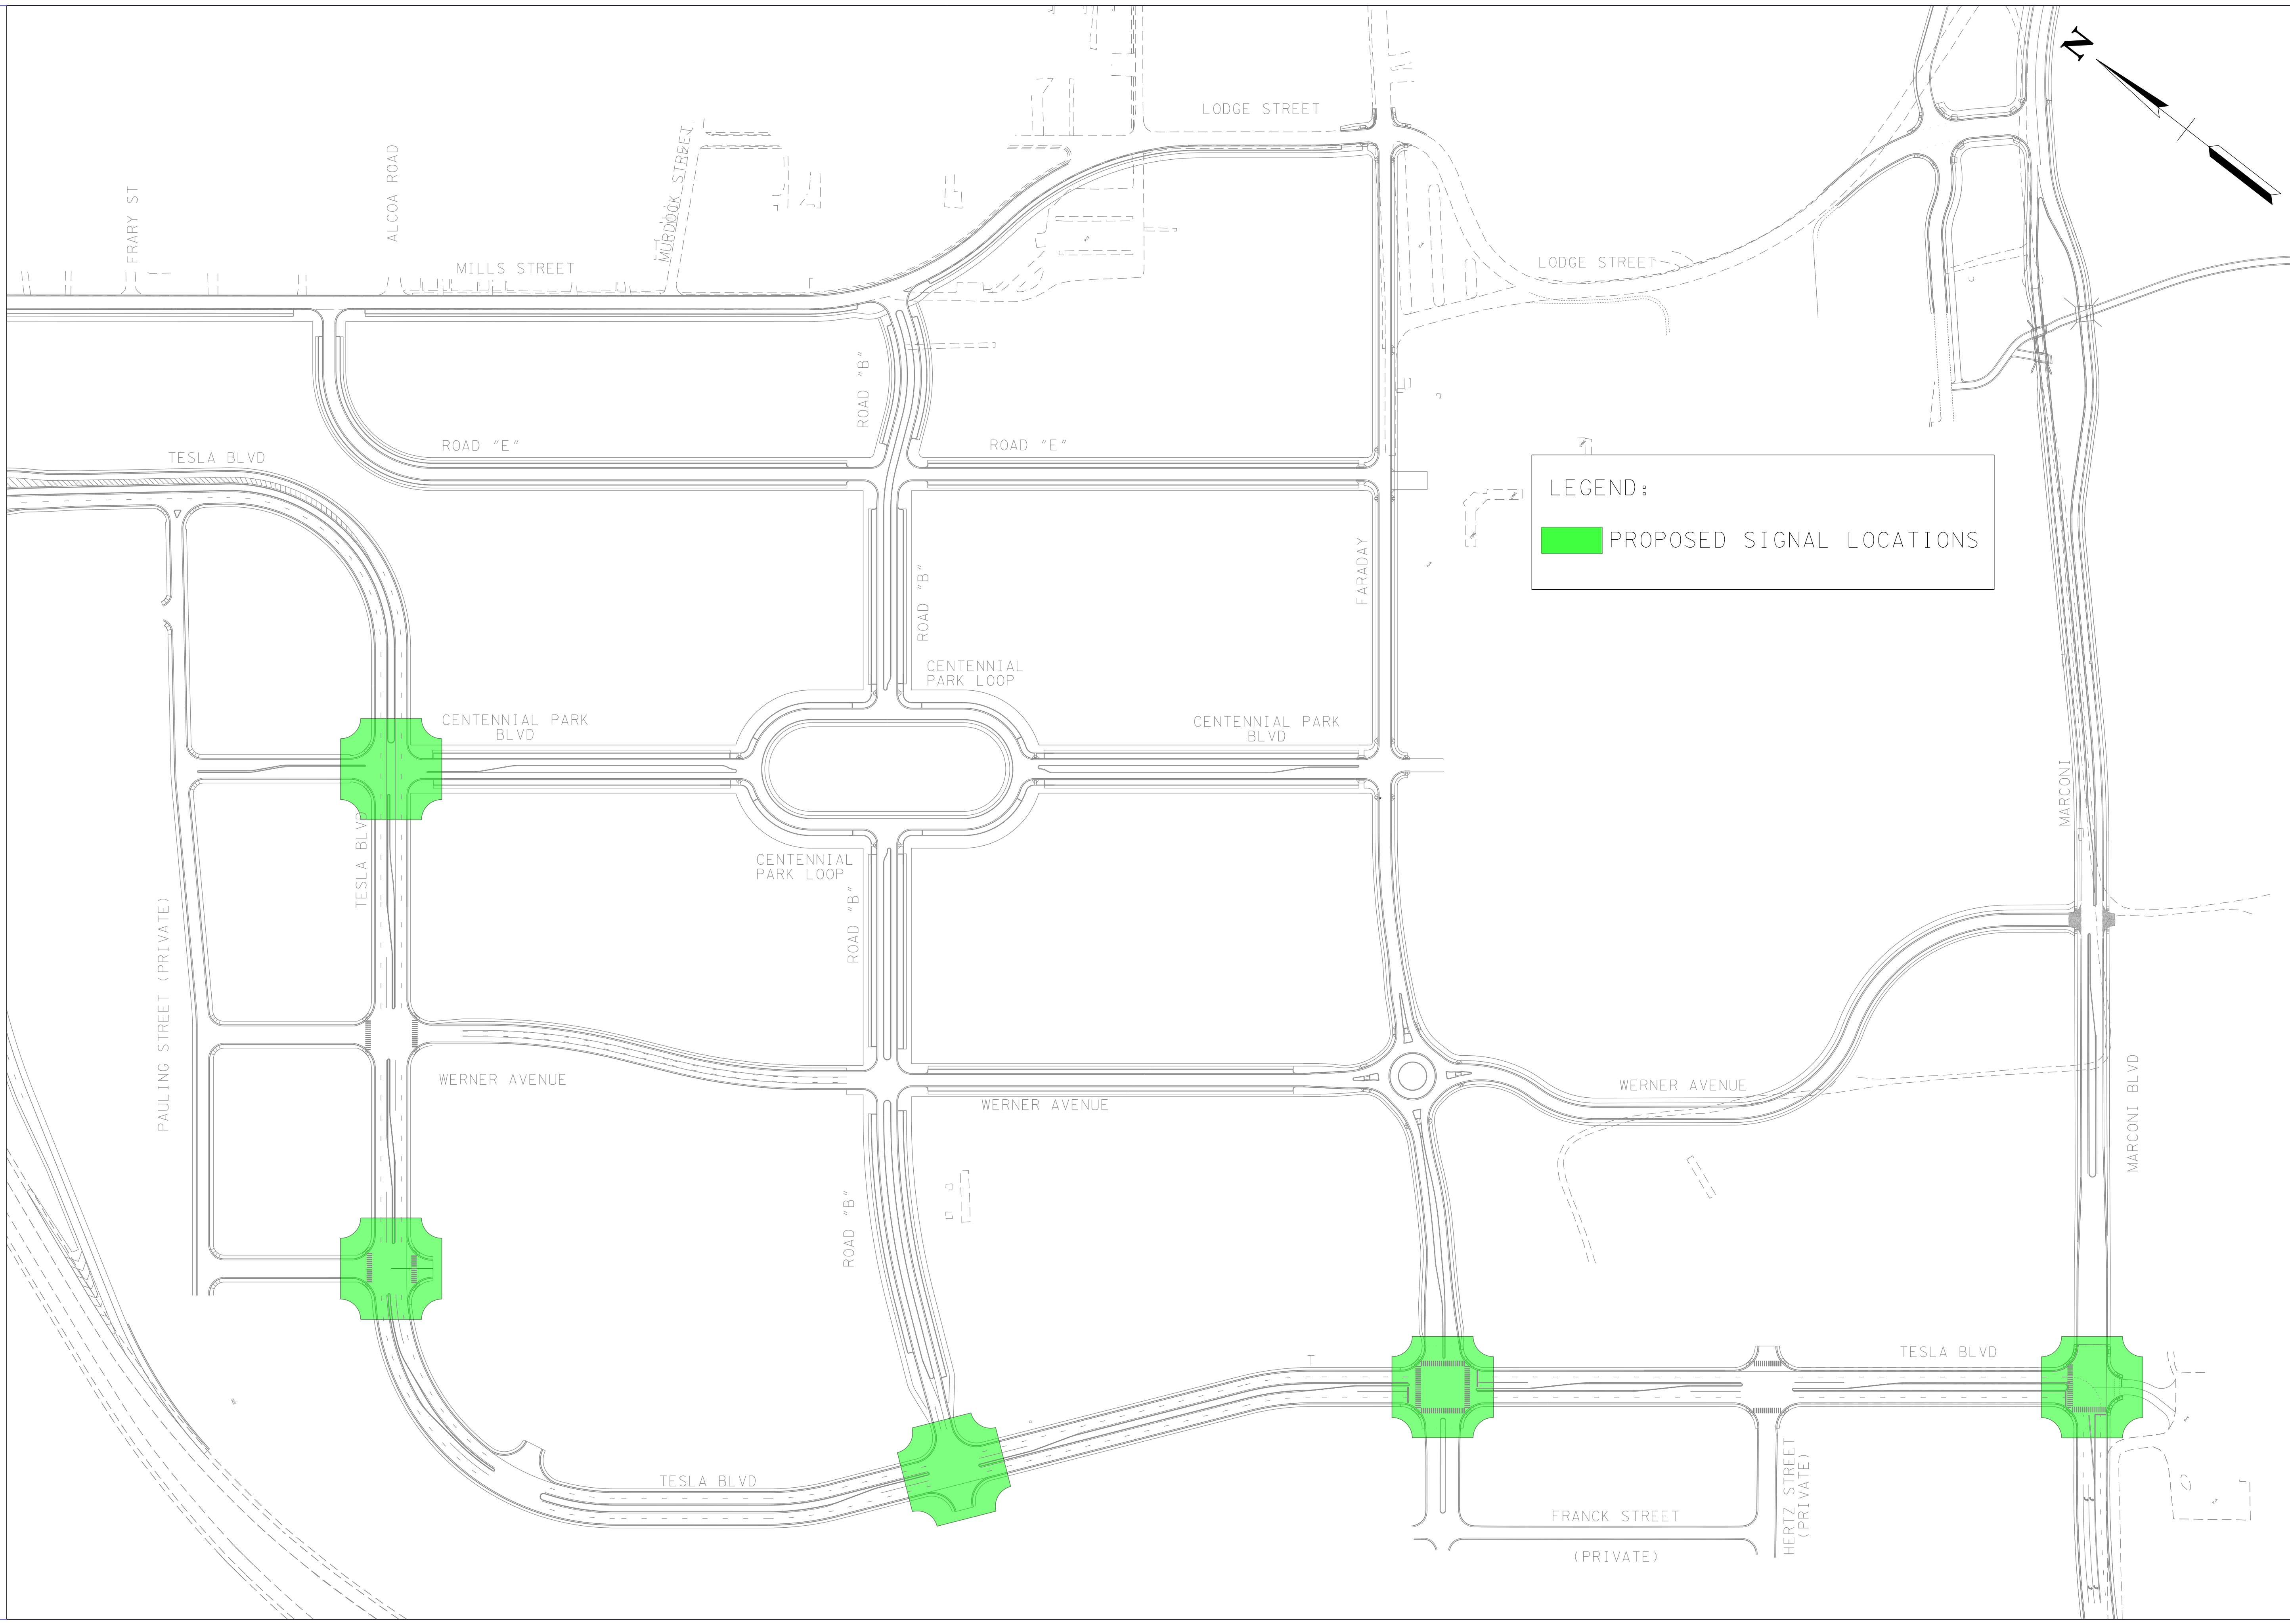 N
LODGE STREET
FRARY ST
ALCOA ROAD
MURDOCK STREET
MILLS STREET
LODGE STREET
ROAD "B"
ROAD "E"
ROAD "E"
TESLA BLVD
LEGEND:
PROPOSED SIGNAL LOCATIONS
FARADAY
ROAD "B"
CENTENNIAL
PARK LOOP
CENTENNIAL PARK
BLVD
CENTENNIAL PARK
BLVD
MARCONI
TESLA BLVD
CENTENNIAL
PARK LOOP
ROAD "B"
PAULING STREET (PRIVATE)
WERNER AVENUE
WERNER AVENUE
WERNER AVENUE
MARCONI BLVD
ROAD "B"
T
TESLA BLVD
TESLA BLVD
HERTZ STREET
(PRIVATE)
FRANCK STREET
(PRIVATE)